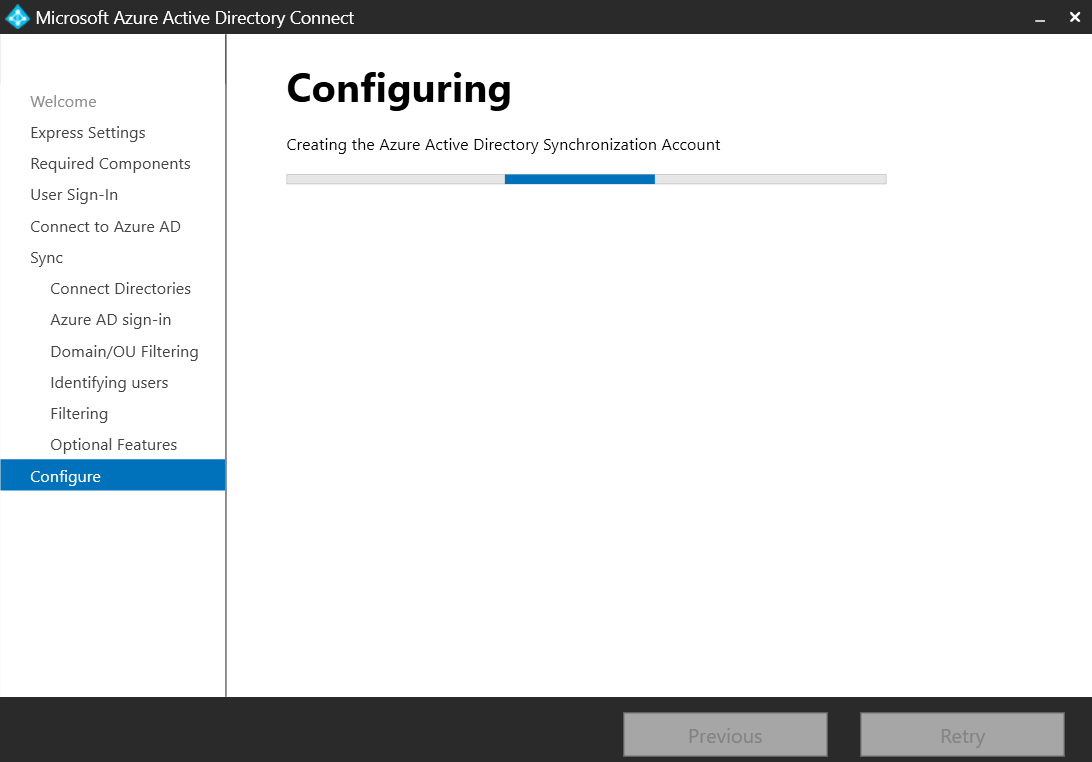 Microsoft Azure Active Directory Connect
Welcome
Express Settings
Required Components
User Sign-In
Connect to Azure AD
Sync
Connect Directories
Azure AD sign-in
Domain/OU Filtering
Identifying users
Filtering
Optional Features
Configure
Configuring
Creating the Azure Active Directory Synchronization Account
Previous
Retry